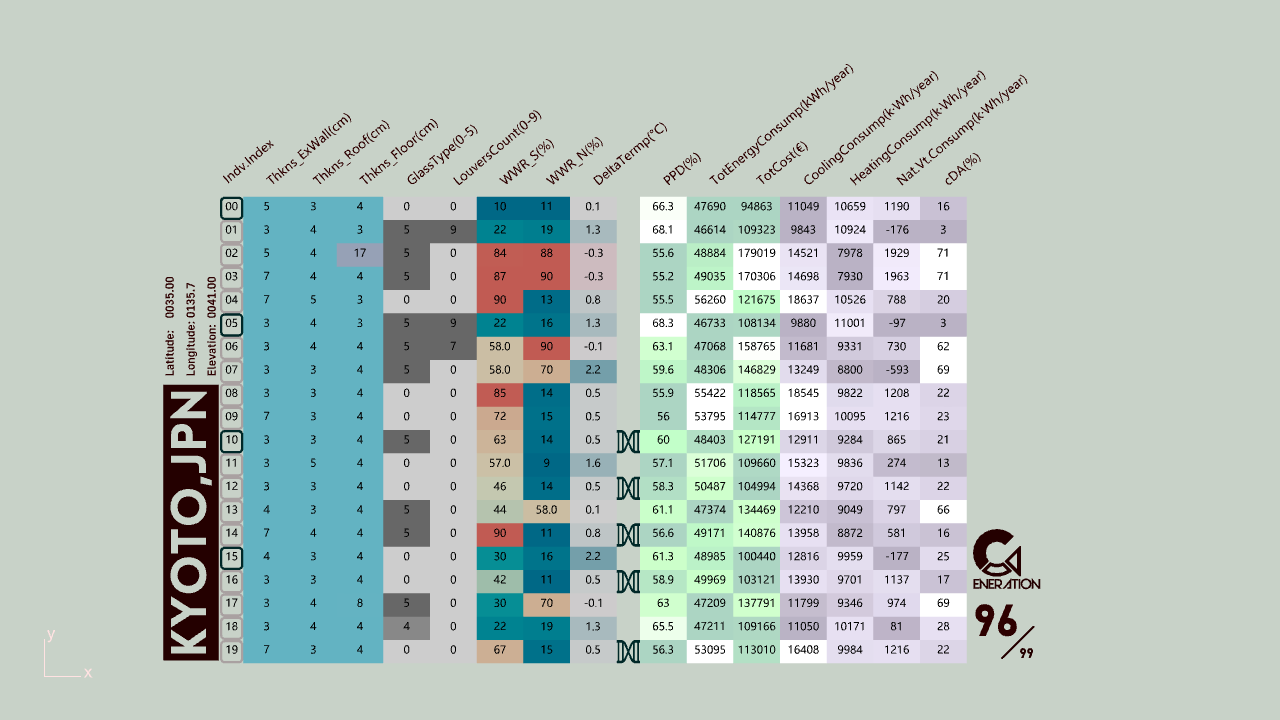 Indv.Index Thkns_ExWall(cm) Thkns_Roof(cm) Thkns_Floor(cm) GlassType(0-5) LouversCount(0-9) WWR_S(%) WWR_N(%) DeltaTermp(°C) PPD(%) TotEnergyConsump(kWh/year) TotCost(€) CoolingConsump(k·Wh/year) HeatingConsump(k·Wh/year) Nat.Vt.Consump(k·Wh/year) cDA(%)
00 5 3 4 0 0 10 11 0.1 66.3 47690 94863 11049 10659 1190 16
01 3 4 3 5 9 22 19 1.3 68.1 46614 109323 9843 10924 -176 3
02 5 4 17 5 0 84 88 -0.3 55.6 48884 179019 14521 7978 1929 71
03 7 4 4 5 0 87 90 -0.3 55.2 49035 170306 14698 7930 1963 71
04 7 5 3 0 0 90 13 0.8 55.5 56260 121675 18637 10526 788 20
05 3 4 3 5 9 22 16 1.3 68.3 46733 108134 9880 11001 -97 3
06 3 4 4 5 7 58.0 90 -0.1 63.1 47068 158765 11681 9331 730 62
07 3 4 4 5 0 58.0 70 2.2 59.6 48306 146829 13249 8800 -593 69
08 3 3 4 0 0 85 14 0.5 55.9 55422 118565 18545 9822 1208 22
09 7 3 4 0 0 72 15 0.5 56 53795 114777 16913 10095 1216 23
10 3 3 4 5 0 63 14 0.5 60 48403 127191 12911 9284 865 21
11 3 5 4 0 0 57.0 9 1.6 57.1 51706 109660 15323 9836 274 13
12 3 3 4 0 0 46 14 0.5 58.3 50487 104994 14368 9720 1142 22
13 4 3 4 5 0 44 58.0 0.1 61.1 47374 134469 12210 9049 797 66
14 7 4 4 5 0 90 11 0.8 56.6 49171 140876 13958 8872 581 16
15 4 3 4 0 0 30 16 2.2 61.3 48985 100440 12816 9959 -177 25
16 3 3 4 0 0 42 11 0.5 58.9 49969 103121 13930 9701 1137 17
17 3 4 8 5 0 30 70 -0.1 63 47209 137791 11799 9346 974 69
18 3 4 4 4 0 22 19 1.3 65.5 47211 109166 11050 10171 81 28
19 7 3 4 0 0 67 15 0.5 56.3 53095 113010 16408 9984 1216 22
Latitude: 0035.00
Longitude: 0135.7
Elevation: 0041.00
KYOTO,JPN
G
ENERATION
96/99
y
x